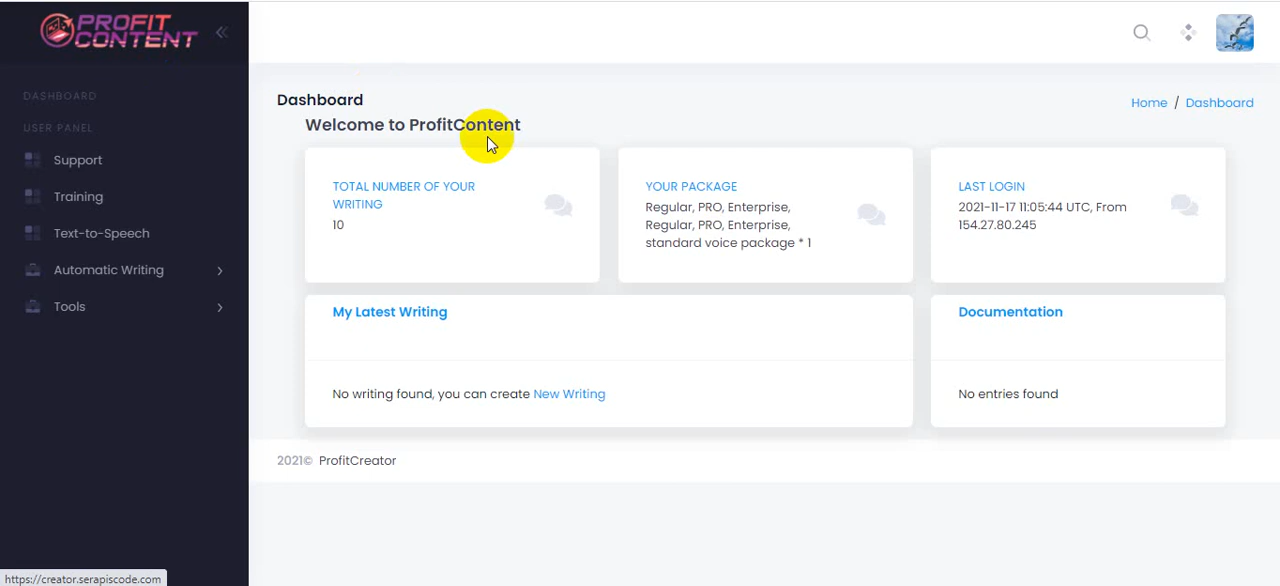 PROFIT
CONTENT
DASHBOARD
USER PANEL
Support
Training
Text-to-Speech
Automatic Writing
Tools
Dashboard
Home / Dashboard
Welcome to ProfitContent
TOTAL NUMBER OF YOUR
WRITING
10
YOUR PACKAGE
Regular, PRO, Enterprise,
Regular, PRO, Enterprise,
standard voice package * 1
LAST LOGIN
2021-11-17 11:05:44 UTC, From
154.27.80.245
My Latest Writing
No writing found, you can create New Writing
Documentation
No entries found
2021© ProfitCreator
https://creator.serapiscode.com